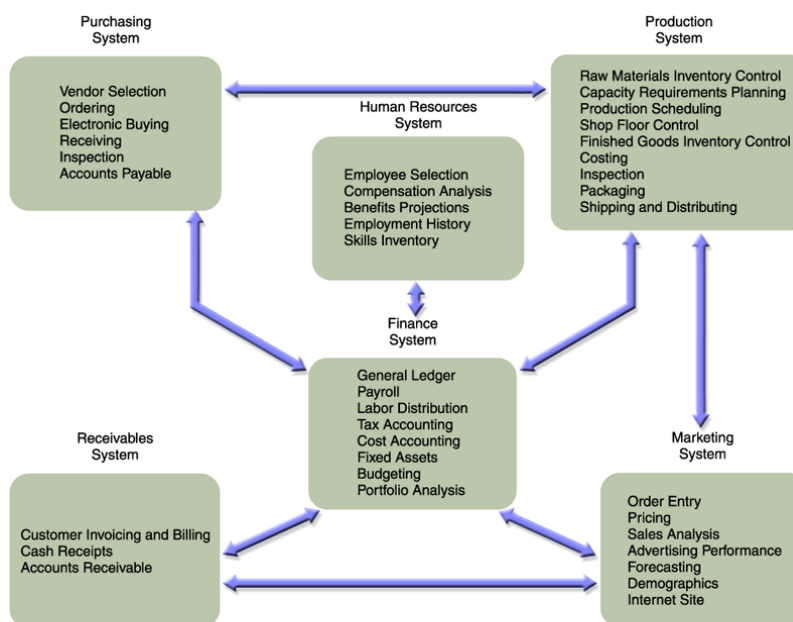 Purchasing
System
Vendor Selection
Ordering
Electronic Buying
Receiving
Inspection
Accounts Payable
Human Resources
System
Employee Selection
Compensation Analysis
Benefits Projections
Employment History
Skills Inventory
Production
System
Raw Materials Inventory Control
Capacity Requirements Planning
Production Scheduling
Shop Floor Control
Finished Goods Inventory Control
Costing
Inspection
Packaging
Shipping and Distributing
Finance
System
General Ledger
Payroll
Labor Distribution
Tax Accounting
Cost Accounting
Fixed Assets
Budgeting
Portfolio Analysis
Receivables
System
Customer Invoicing and Billing
Cash Receipts
Accounts Receivable
Marketing
System
Order Entry
Pricing
Sales Analysis
Advertising Performance
Forecasting
Demographics
Internet Site